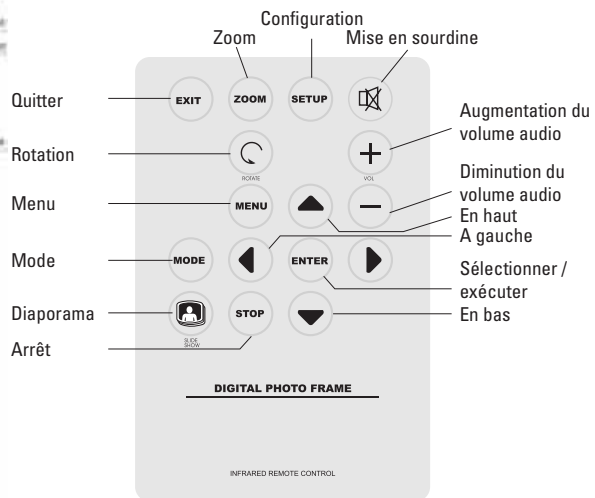 Configuration
Zoom
Mise en sourdine
Quitter
EXIT
ZOOM
SETUP
Augmentation du
volume audio
Rotation
ROTATE
VOL
Diminution du
volume audio
Menu
MENU
En haut
A gauche
Mode
MODE
ENTER
Sélectionner /
exécuter
Diaporama
STOP
En bas
SLIDE
SHOW
Arrêt
DIGITAL PHOTO FRAME
INFRARED REMOTE CONTROL